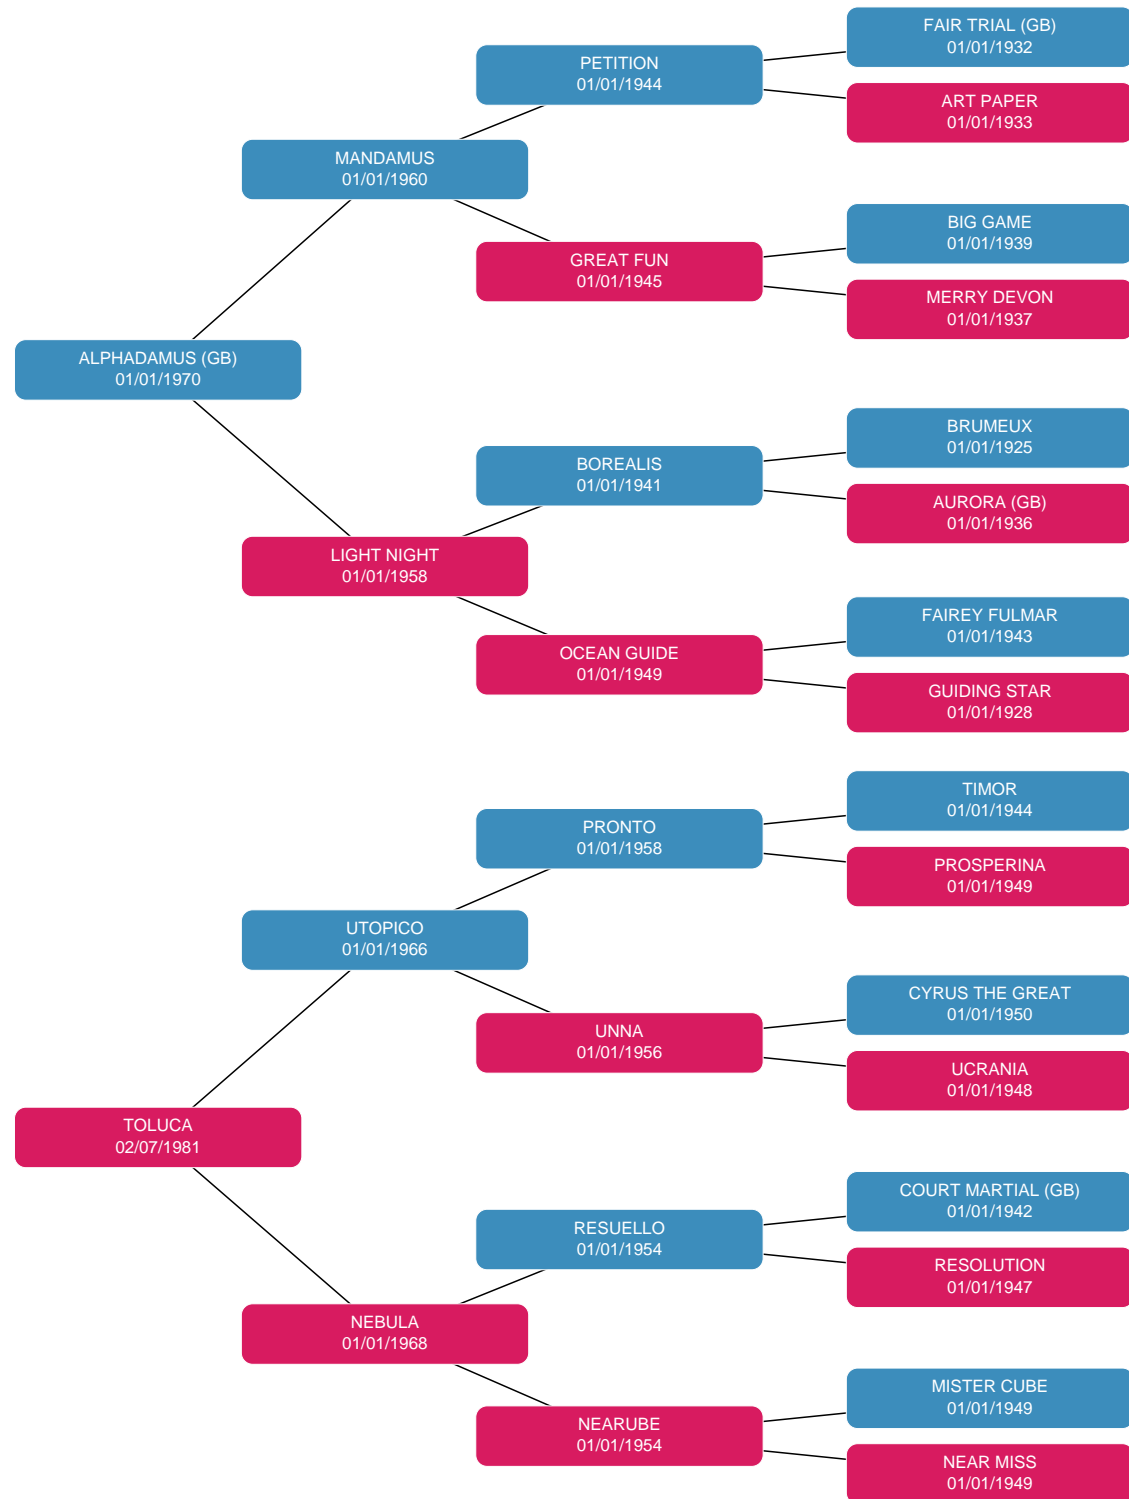 FAIR TRIAL (GB)
01/01/1932
PETITION
01/01/1944
ART PAPER
01/01/1933
MANDAMUS
01/01/1960
BIG GAME
01/01/1939
GREAT FUN
01/01/1945
MERRY DEVON
01/01/1937
ALPHADAMUS (GB)
01/01/1970
BRUMEUX
01/01/1925
BOREALIS
01/01/1941
AURORA (GB)
01/01/1936
LIGHT NIGHT
01/01/1958
FAIREY FULMAR
01/01/1943
OCEAN GUIDE
01/01/1949
GUIDING STAR
01/01/1928
TIMOR
01/01/1944
PRONTO
01/01/1958
PROSPERINA
01/01/1949
UTOPICO
01/01/1966
CYRUS THE GREAT
01/01/1950
UNNA
01/01/1956
UCRANIA
01/01/1948
TOLUCA
02/07/1981
COURT MARTIAL (GB)
01/01/1942
RESUELLO
01/01/1954
RESOLUTION
01/01/1947
NEBULA
01/01/1968
MISTER CUBE
01/01/1949
NEARUBE
01/01/1954
NEAR MISS
01/01/1949